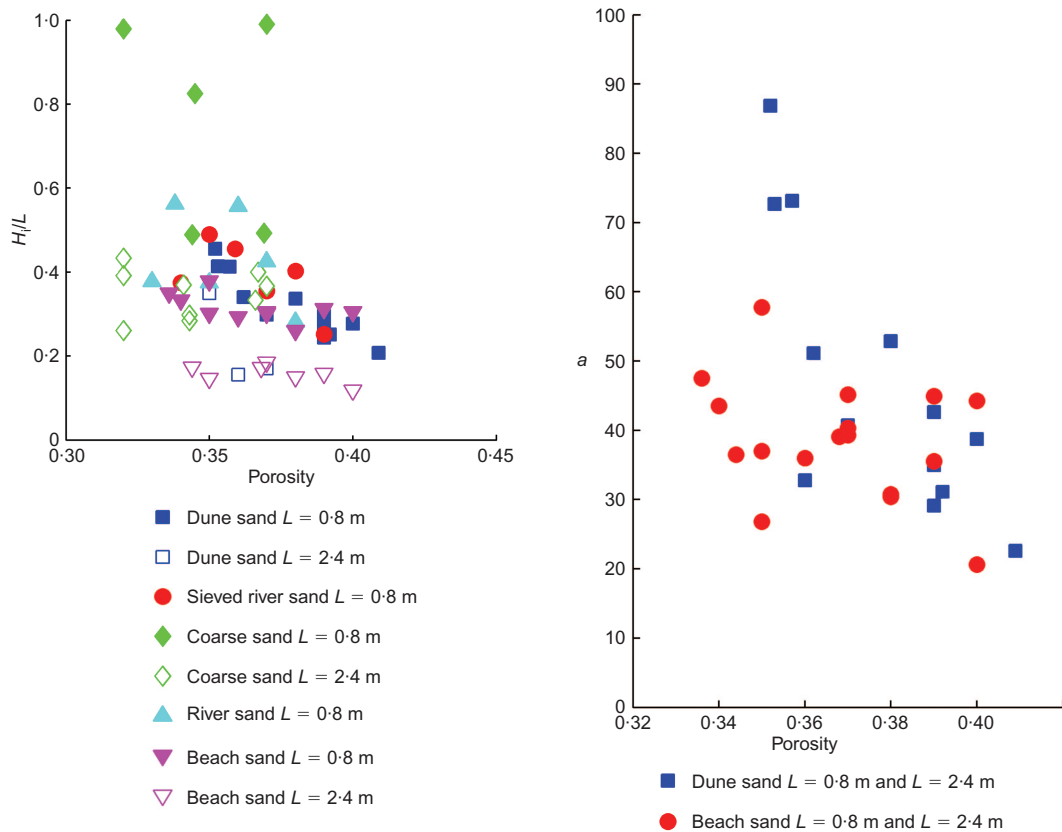 1·0
0·8
0·6
0·4
0·2
0
Hi/L
0·30
0·35
0·40
0·45
Porosity
Dune sand L = 0·8 m
Dune sand L = 2·4 m
Sieved river sand L = 0·8 m
Coarse sand L = 0·8 m
Coarse sand L = 2·4 m
River sand L = 0·8 m
Beach sand L = 0·8 m
Beach sand L = 2·4 m
100
90
80
70
60
50
40
30
20
10
0
a
0·32
0·34
0·36
0·38
0·40
Porosity
Dune sand L = 0·8 m and L = 2·4 m
Beach sand L = 0·8 m and L = 2·4 m